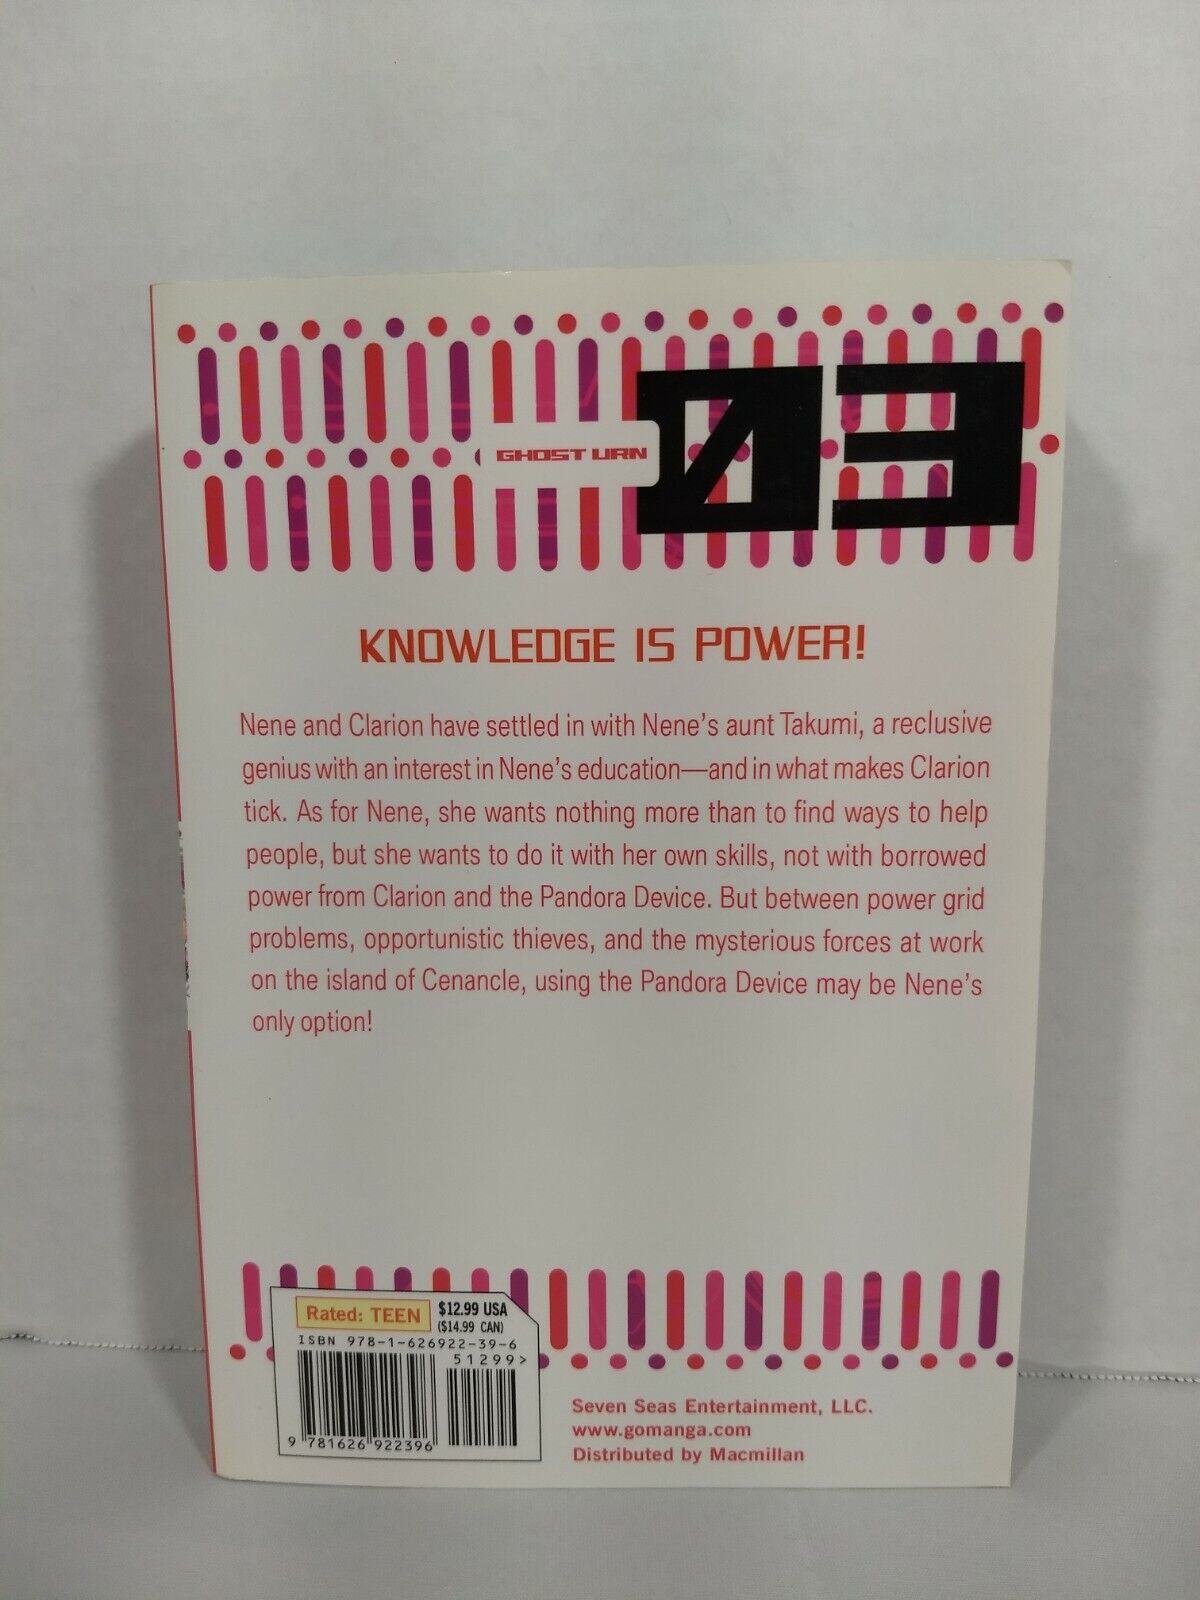 GHOST URN
03
KNOWLEDGE IS POWER!
Nene and Clarion have settled in with Nene's aunt Takumi, a reclusive
genius with an interest in Nene's education—and in what makes Clarion
tick. As for Nene, she wants nothing more than to find ways to help
people, but she wants to do it with her own skills, not with borrowed
power from Clarion and the Pandora Device. But between power grid
problems, opportunistic thieves, and the mysterious forces at work
on the island of Cenancle, using the Pandora Device may be Nene's
only option!
Rated: TEEN
$12.99 USA
($14.99 CAN)
ISBN 978-1-626922-39-6
51299>
9 781626 922396
Seven Seas Entertainment, LLC.
www.gomanga.com
Distributed by Macmillan